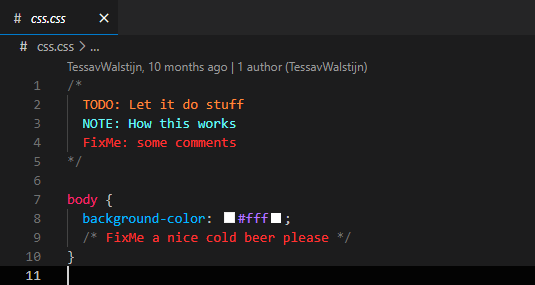 # css.css ×
# css.css > ...
TessavWalstijn, 10 months ago | 1 author (TessavWalstijn)
1 /*
2 TODO: Let it do stuff
3 NOTE: How this works
4 FixMe: some comments
5 */
6
7 body {
8 background-color: #fff;
9 /* FixMe a nice cold beer please */
10 }
11